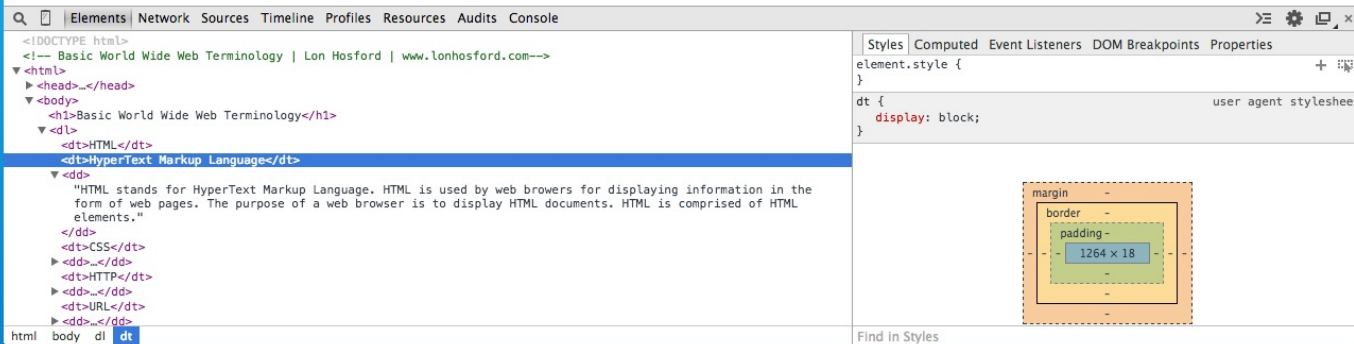 Elements Network Sources Timeline Profiles Resources Audits Console
<!DOCTYPE html>
<!-- Basic World Wide Web Terminology | Lon Hosford | www.lonhosford.com-->
▼<html>
▶<head>…</head>
▼<body>
<h1>Basic World Wide Web Terminology</h1>
▼<dl>
<dt>HTML</dt>
<dt>HyperText Markup Language</dt>
▼<dd>
"HTML stands for HyperText Markup Language. HTML is used by web browers for displaying information in the
form of web pages. The purpose of a web browser is to display HTML documents. HTML is comprised of HTML
elements."
</dd>
<dt>CSS</dt>
▶<dd>…</dd>
<dt>HTTP</dt>
▶<dd>…</dd>
<dt>URL</dt>
▶<dd>…</dd>
html body dl dt
Styles Computed Event Listeners DOM Breakpoints Properties
element.style {
}
dt { user agent styleshee
display: block;
}
margin -
border -
padding -
- - - 1264 × 18 - - -
-
-
-
Find in Styles